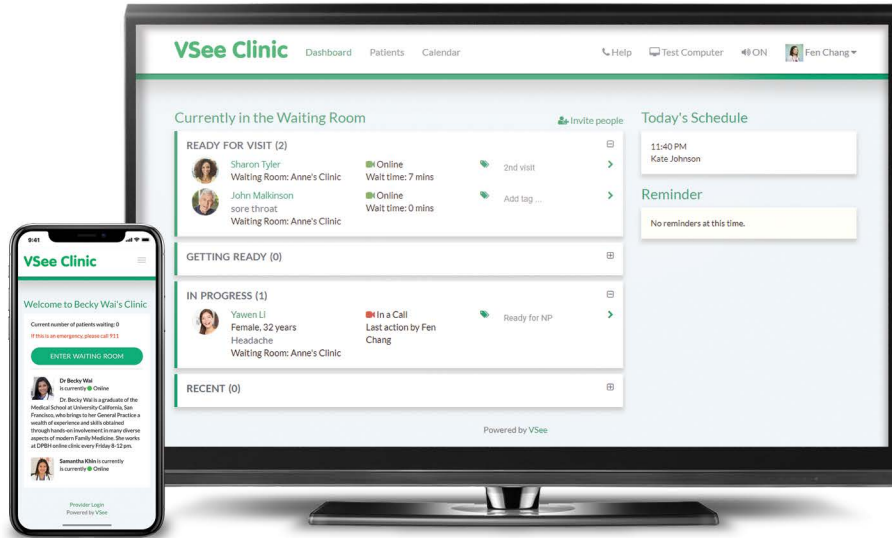 VSee Clinic
Dashboard Patients Calendar
Help Test Computer ON Fen Chang
Currently in the Waiting Room
Invite people
READY FOR VISIT (2)
Sharon Tyler
Waiting Room: Anne's Clinic
Online
Wait time: 7 mins
2nd visit
John Malkinson
sore throat
Waiting Room: Anne's Clinic
Online
Wait time: 0 mins
Add tag ...
GETTING READY (0)
IN PROGRESS (1)
Yawen Li
Female, 32 years
Headache
Waiting Room: Anne's Clinic
In a Call
Last action by Fen
Chang
Ready for NP
RECENT (0)
Powered by VSee
Today's Schedule
11:40 PM
Kate Johnson
Reminder
No reminders at this time.
9:41
VSee Clinic
Welcome to Becky Wai's Clinic
Current number of patients waiting: 0
If this is an emergency, please call 911
ENTER WAITING ROOM
Dr Becky Wai
is currently Online
Dr. Becky Wai is a graduate of the
Medical School at University California, San
Francisco, who brings to her General Practice a
wealth of experience and skills obtained
through hands-on involvement in many diverse
aspects of modern Family Medicine. She works
at DPBH online clinic every Friday 8-12 pm.
Samantha Khin is currently
is currently Online
Provider Login
Powered by VSee